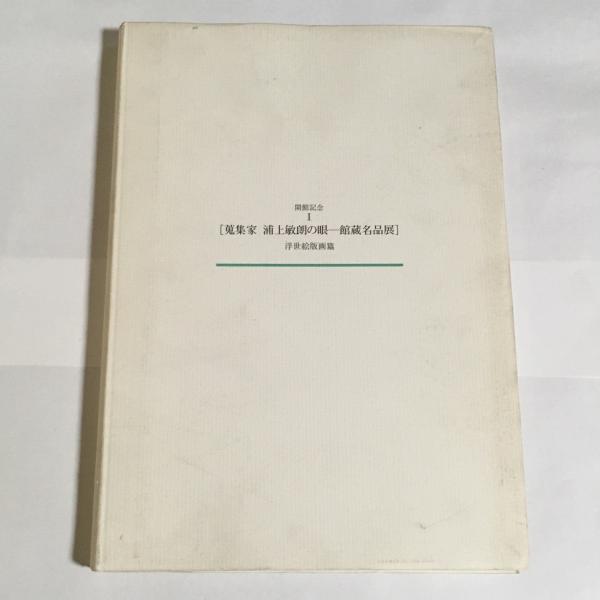 開館記念
I
[蒐集家 浦上敏朗の眼—館蔵名品展]
浮世絵版画篇